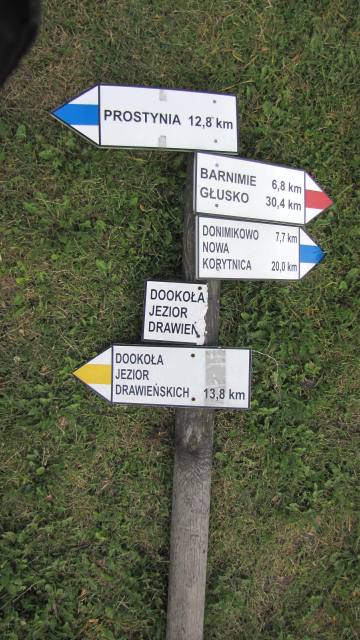 PROSTYNIA 12,8 km
BARNIMIE 6,8 km
GŁUSKO 30,4 km
DONIMIKOWO 7,7 km
NOWA
KORYTNICA 20,0 km
DOOKOŁA
JEZIOR
DRAWIEŃ
DOOKOŁA
JEZIOR
DRAWIEŃSKICH 13,8 km